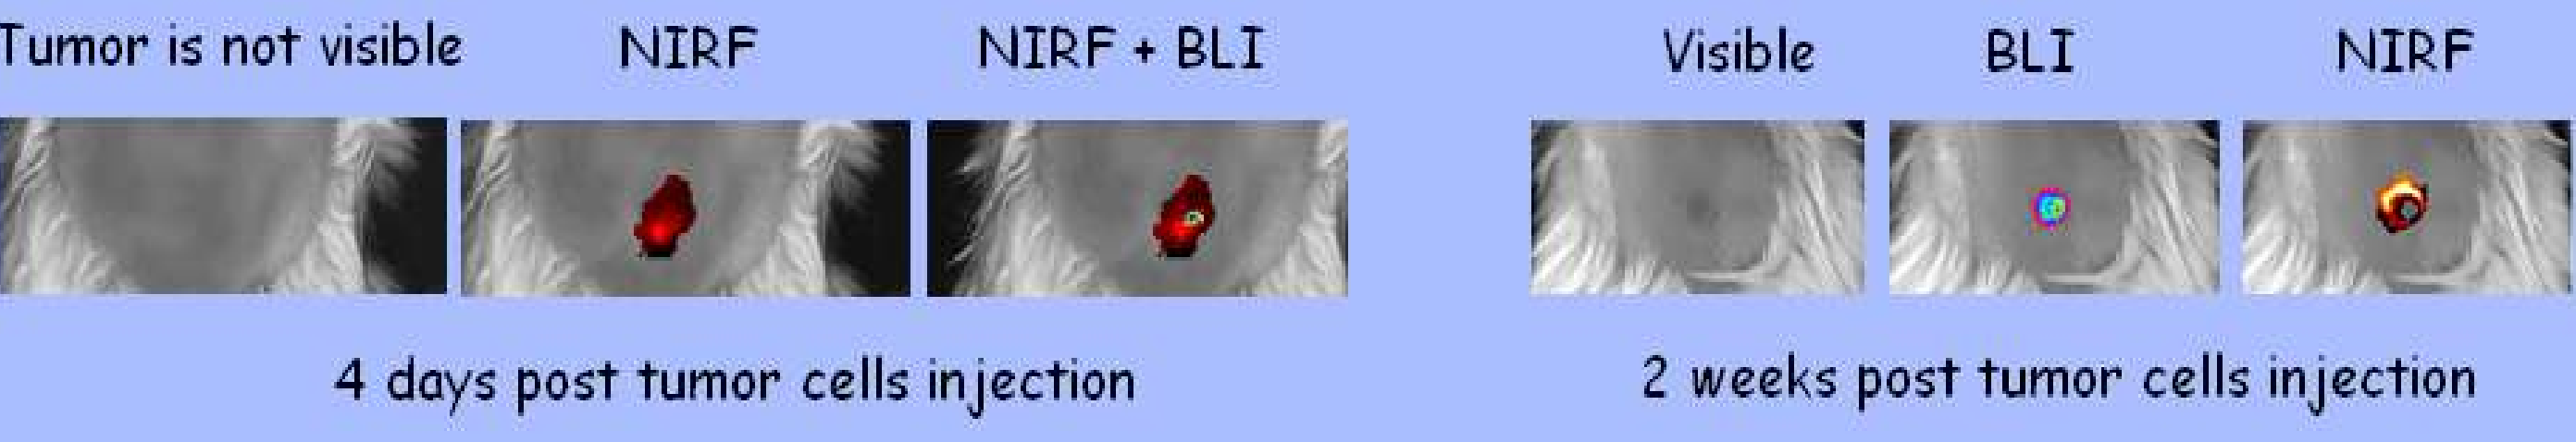 Tumor is not visible
NIRF
NIRF + BLI
Visible
BLI
NIRF
4 days post tumor cells injection
2 weeks post tumor cells injection